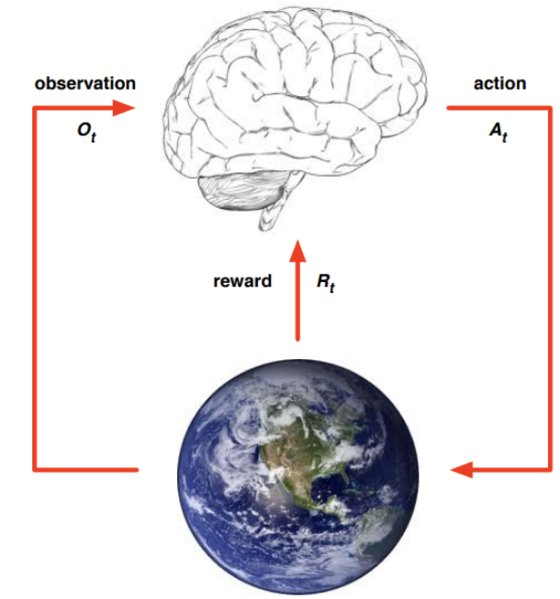 observation
O_t
action
A_t
reward
R_t